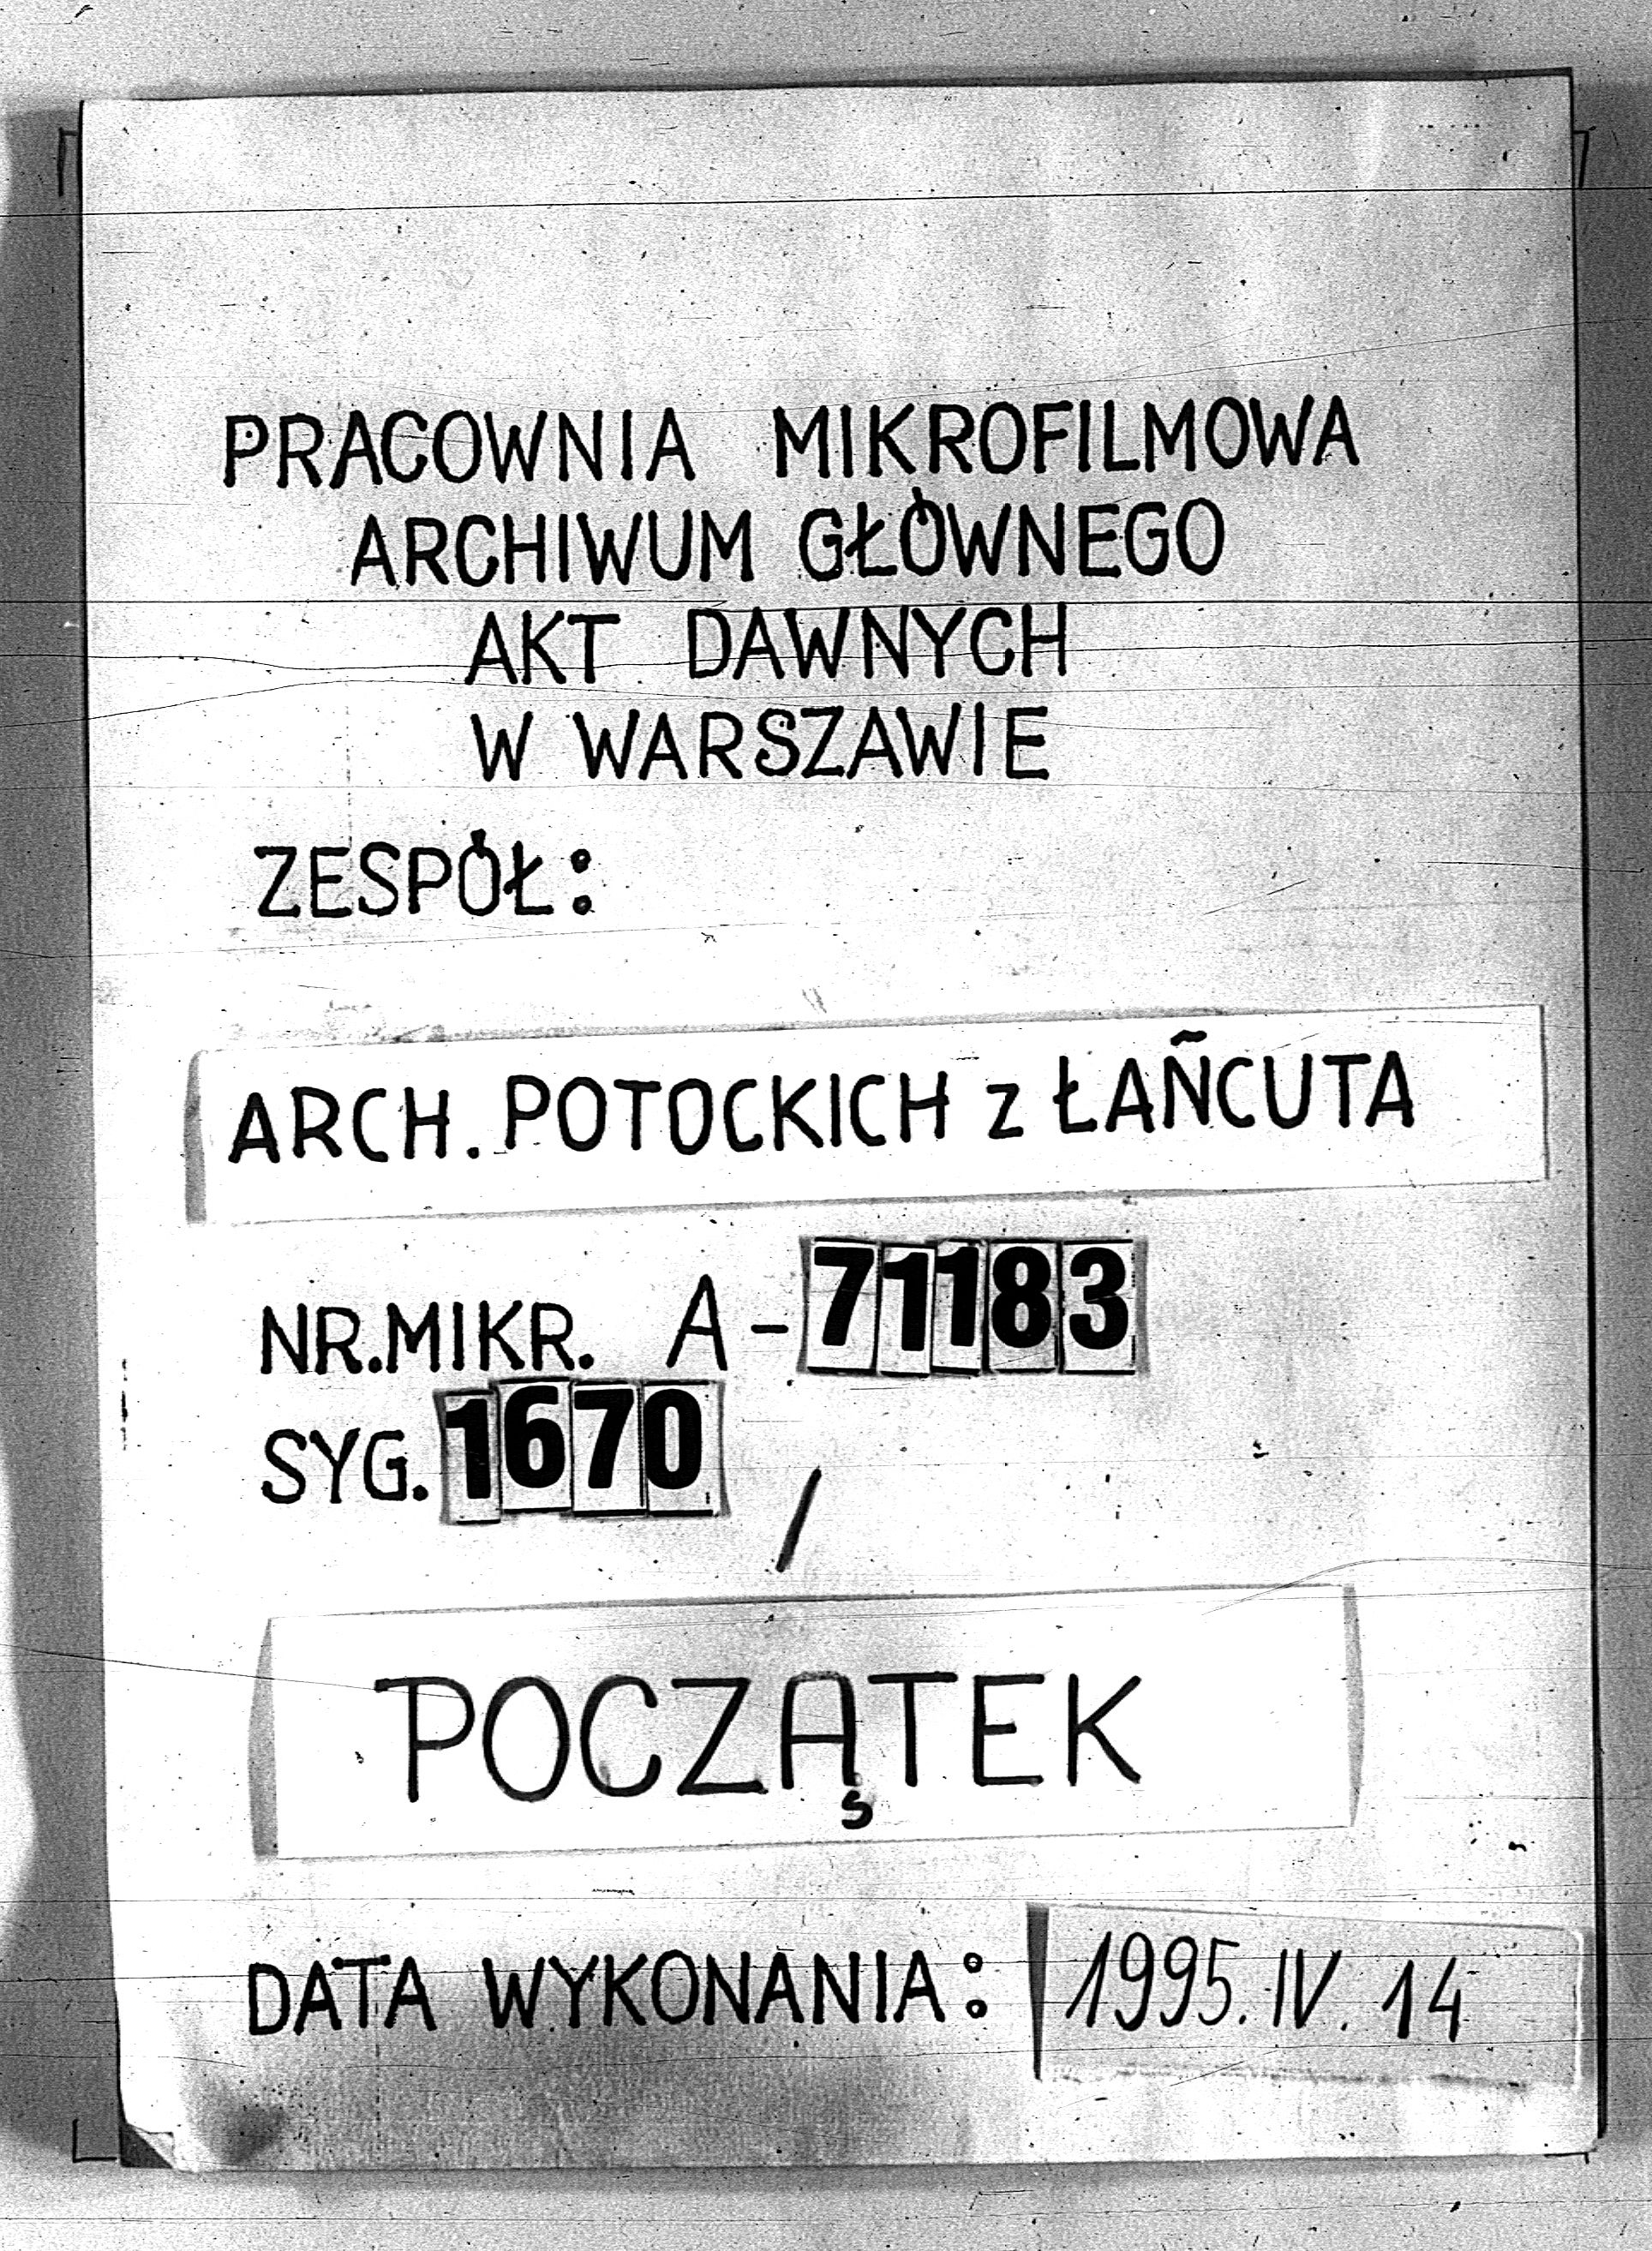 PRACOWNIA MIKROFILMOWA
ARCHIWUM GŁÓWNEGO
AKT DAWNYCH
W WARSZAWIE
ZESPÓŁ:
ARCH. POTOCKICH z ŁAŃCUTA
NR.MIKR. A-71183
SYG. 1670 /
POCZĄTEK
DATA WYKONANIA: 1995.IV.14